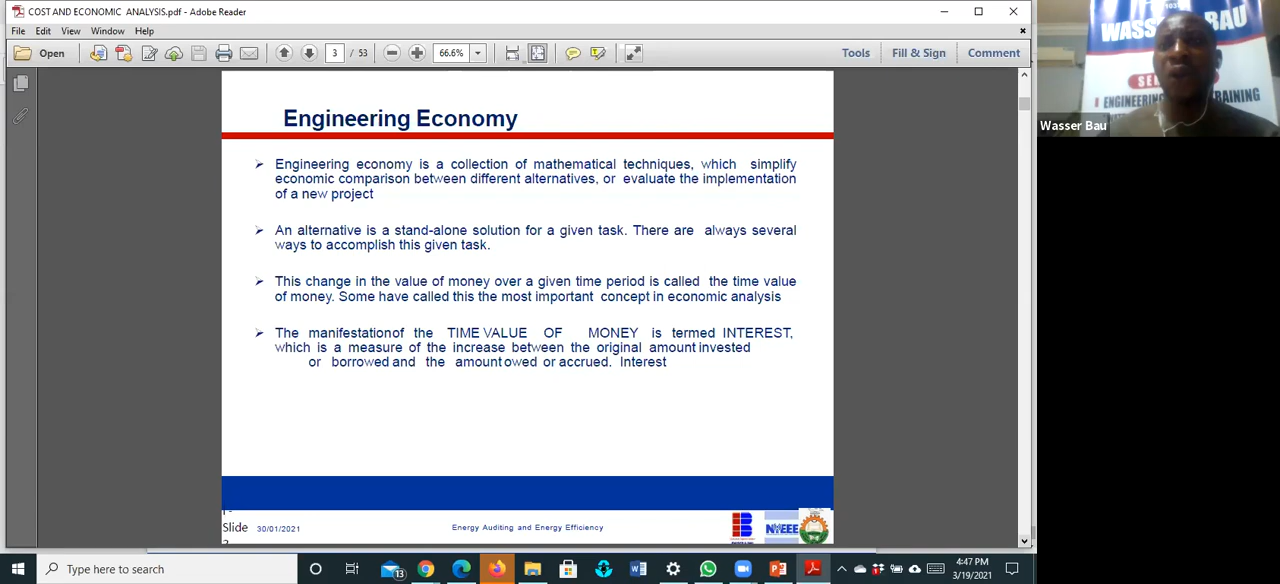 COST AND ECONOMIC ANALYSIS.pdf - Adobe Reader
File Edit View Window Help
Open 3 / 53 66.6% Tools Fill & Sign Comment
Engineering Economy
Engineering economy is a collection of mathematical techniques, which simplify
economic comparison between different alternatives, or evaluate the implementation
of a new project
An alternative is a stand-alone solution for a given task. There are always several
ways to accomplish this given task.
This change in the value of money over a given time period is called the time value
of money. Some have called this the most important concept in economic analysis
The manifestationof the TIME VALUE OF MONEY is termed INTEREST,
which is a measure of the increase between the original amount invested
or borrowed and the amount owed or accrued. Interest
Slide 30/01/2021 Energy Auditing and Energy Efficiency
BAU
ENGINEERING
Wasser Bau
Type here to search
13
4:47 PM
3/19/2021